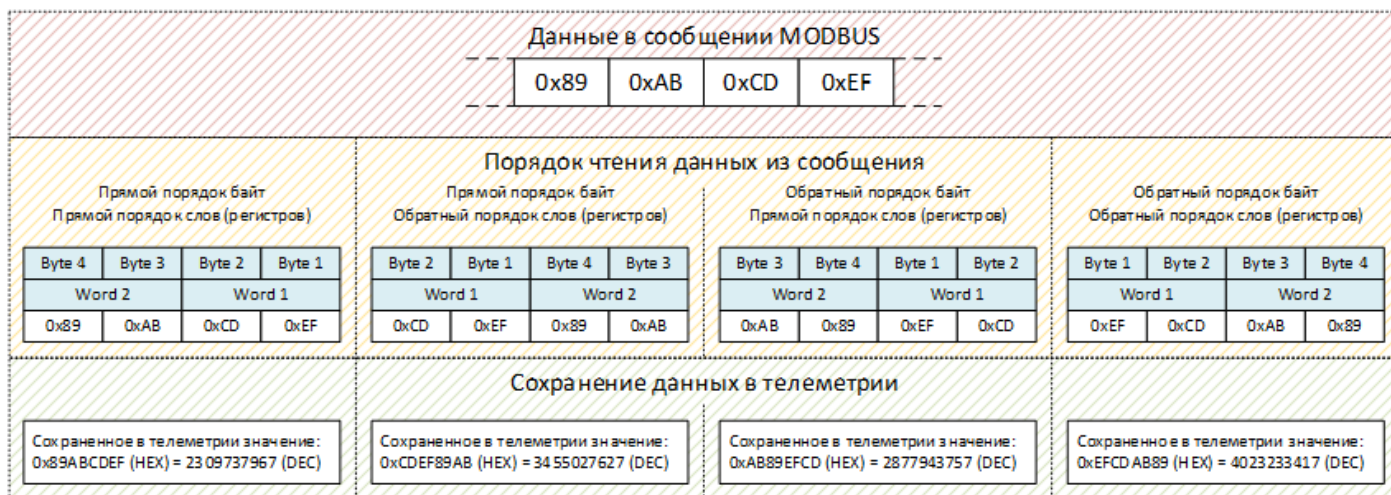 Данные в сообщении MODBUS
0x89 0xAB 0xCD 0xEF
Порядок чтения данных из сообщения
Прямой порядок байт
Прямой порядок слов (регистров)
Byte 4 Byte 3 Byte 2 Byte 1
Word 2 Word 1
0x89 0xAB 0xCD 0xEF
Прямой порядок байт
Обратный порядок слов (регистров)
Byte 2 Byte 1 Byte 4 Byte 3
Word 1 Word 2
0xCD 0xEF 0x89 0xAB
Обратный порядок байт
Прямой порядок слов (регистров)
Byte 3 Byte 4 Byte 1 Byte 2
Word 2 Word 1
0xAB 0x89 0xEF 0xCD
Обратный порядок байт
Обратный порядок слов (регистров)
Byte 1 Byte 2 Byte 3 Byte 4
Word 1 Word 2
0xEF 0xCD 0xAB 0x89
Сохранение данных в телеметрии
Сохраненное в телеметрии значение:
0x89ABCDEF (HEX) = 2309737967 (DEC)
Сохраненное в телеметрии значение:
0xCDEF89AB (HEX) = 3455027627 (DEC)
Сохраненное в телеметрии значение:
0xAB89EFCD (HEX) = 2877943757 (DEC)
Сохраненное в телеметрии значение:
0xEFCDAB89 (HEX) = 4023233417 (DEC)